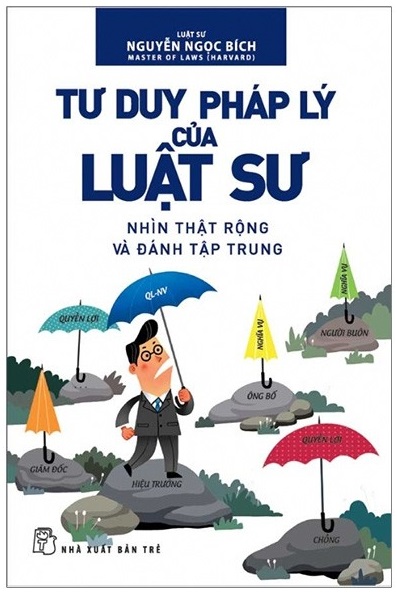 LUẬT SƯ
NGUYỄN NGỌC BÍCH
MASTER OF LAWS (HARVARD)
TƯ DUY PHÁP LÝ
CỦA
LUẬT SƯ
NHÌN THẬT RỘNG
VÀ ĐÁNH TẬP TRUNG
QL-NV
QUYỀN LỢI
NGHĨA VỤ
NGHĨA VỤ
NGƯỜI BUÔN
ÔNG BỐ
GIÁM ĐỐC
HIỆU TRƯỞNG
QUYỀN LỢI
CHỒNG
NHÀ XUẤT BẢN TRẺ